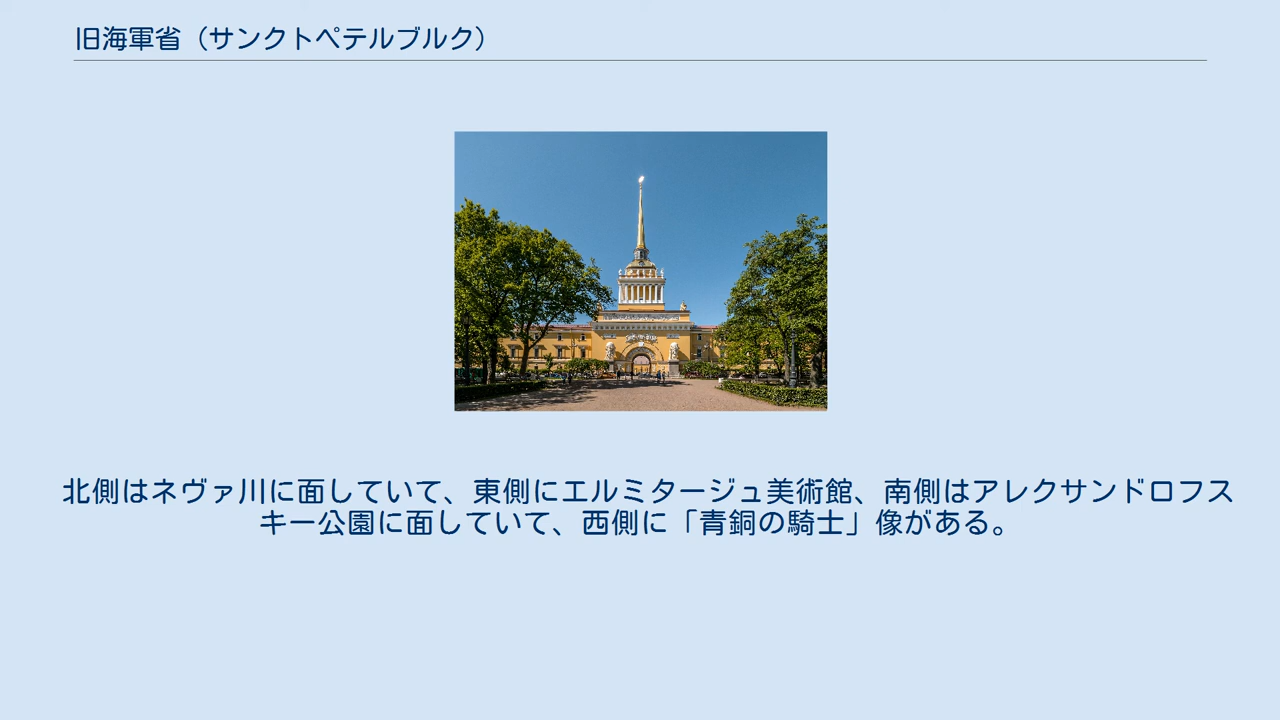 旧海軍省（サンクトペテルブルク）
北側はネヴァ川に面していて、東側にエルミタージュ美術館、南側はアレクサンドロフス
キー公園に面していて、西側に「青銅の騎士」像がある。